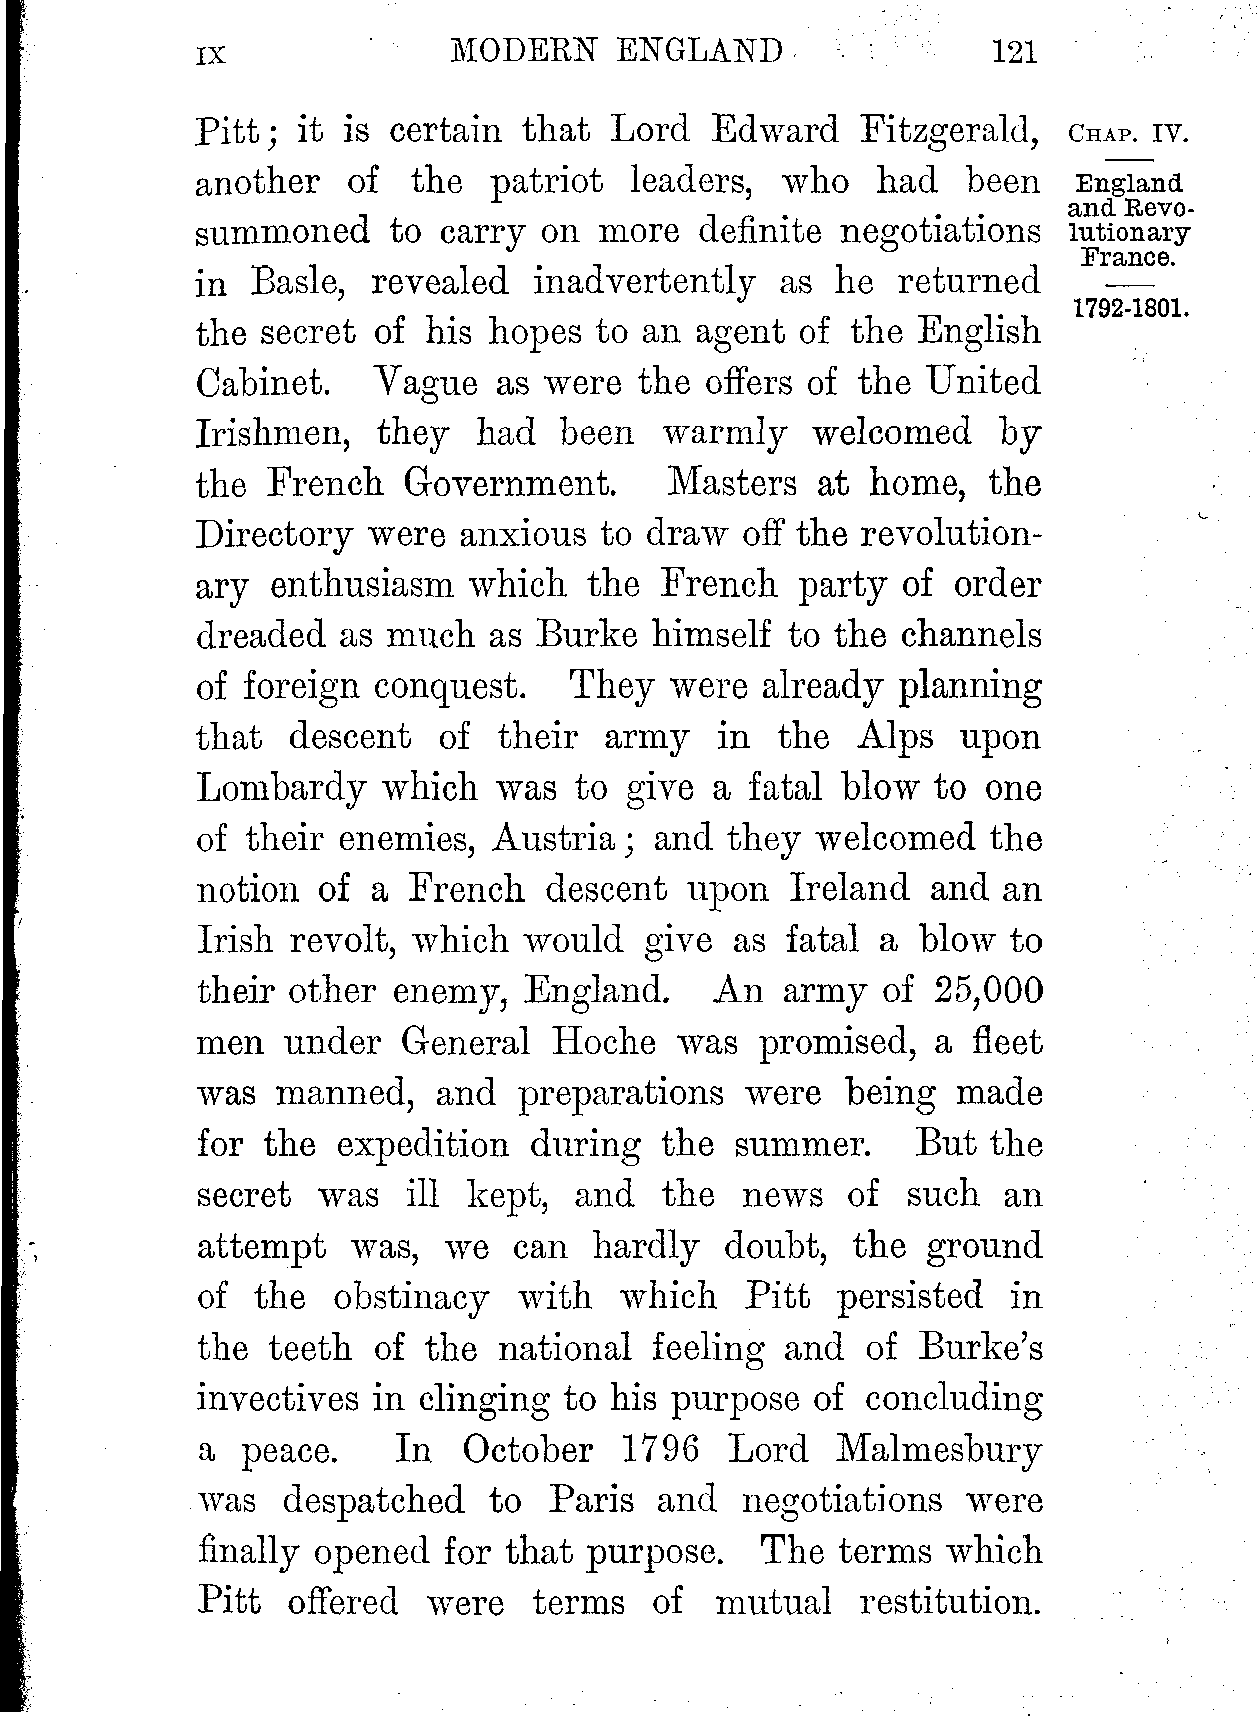 IX MODERN ENGLAND 121
Pitt; it is certain that Lord Edward Fitzgerald,
another of the patriot leaders, who had been
summoned to carry on more definite negotiations
in Basle, revealed inadvertently as he returned
the secret of his hopes to an agent of the English
Cabinet. Vague as were the offers of the United
Irishmen, they had been warmly welcomed by
the French Government. Masters at home, the
Directory were anxious to draw off the revolution-
ary enthusiasm which the French party of order
dreaded as much as Burke himself to the channels
of foreign conquest. They were already planning
that descent of their army in the Alps upon
Lombardy which was to give a fatal blow to one
of their enemies, Austria; and they welcomed the
notion of a French descent upon Ireland and an
Irish revolt, which would give as fatal a blow to
their other enemy, England. An army of 25,000
men under General Hoche was promised, a fleet
was manned, and preparations were being made
for the expedition during the summer. But the
secret was ill kept, and the news of such an
attempt was, we can hardly doubt, the ground
of the obstinacy with which Pitt persisted in
the teeth of the national feeling and of Burke's
invectives in clinging to his purpose of concluding
a peace. In October 1796 Lord Malmesbury
was despatched to Paris and negotiations were
finally opened for that purpose. The terms which
Pitt offered were terms of mutual restitution.
CHAP. IV.
England
and Revo-
lutionary
France.
1792-1801.